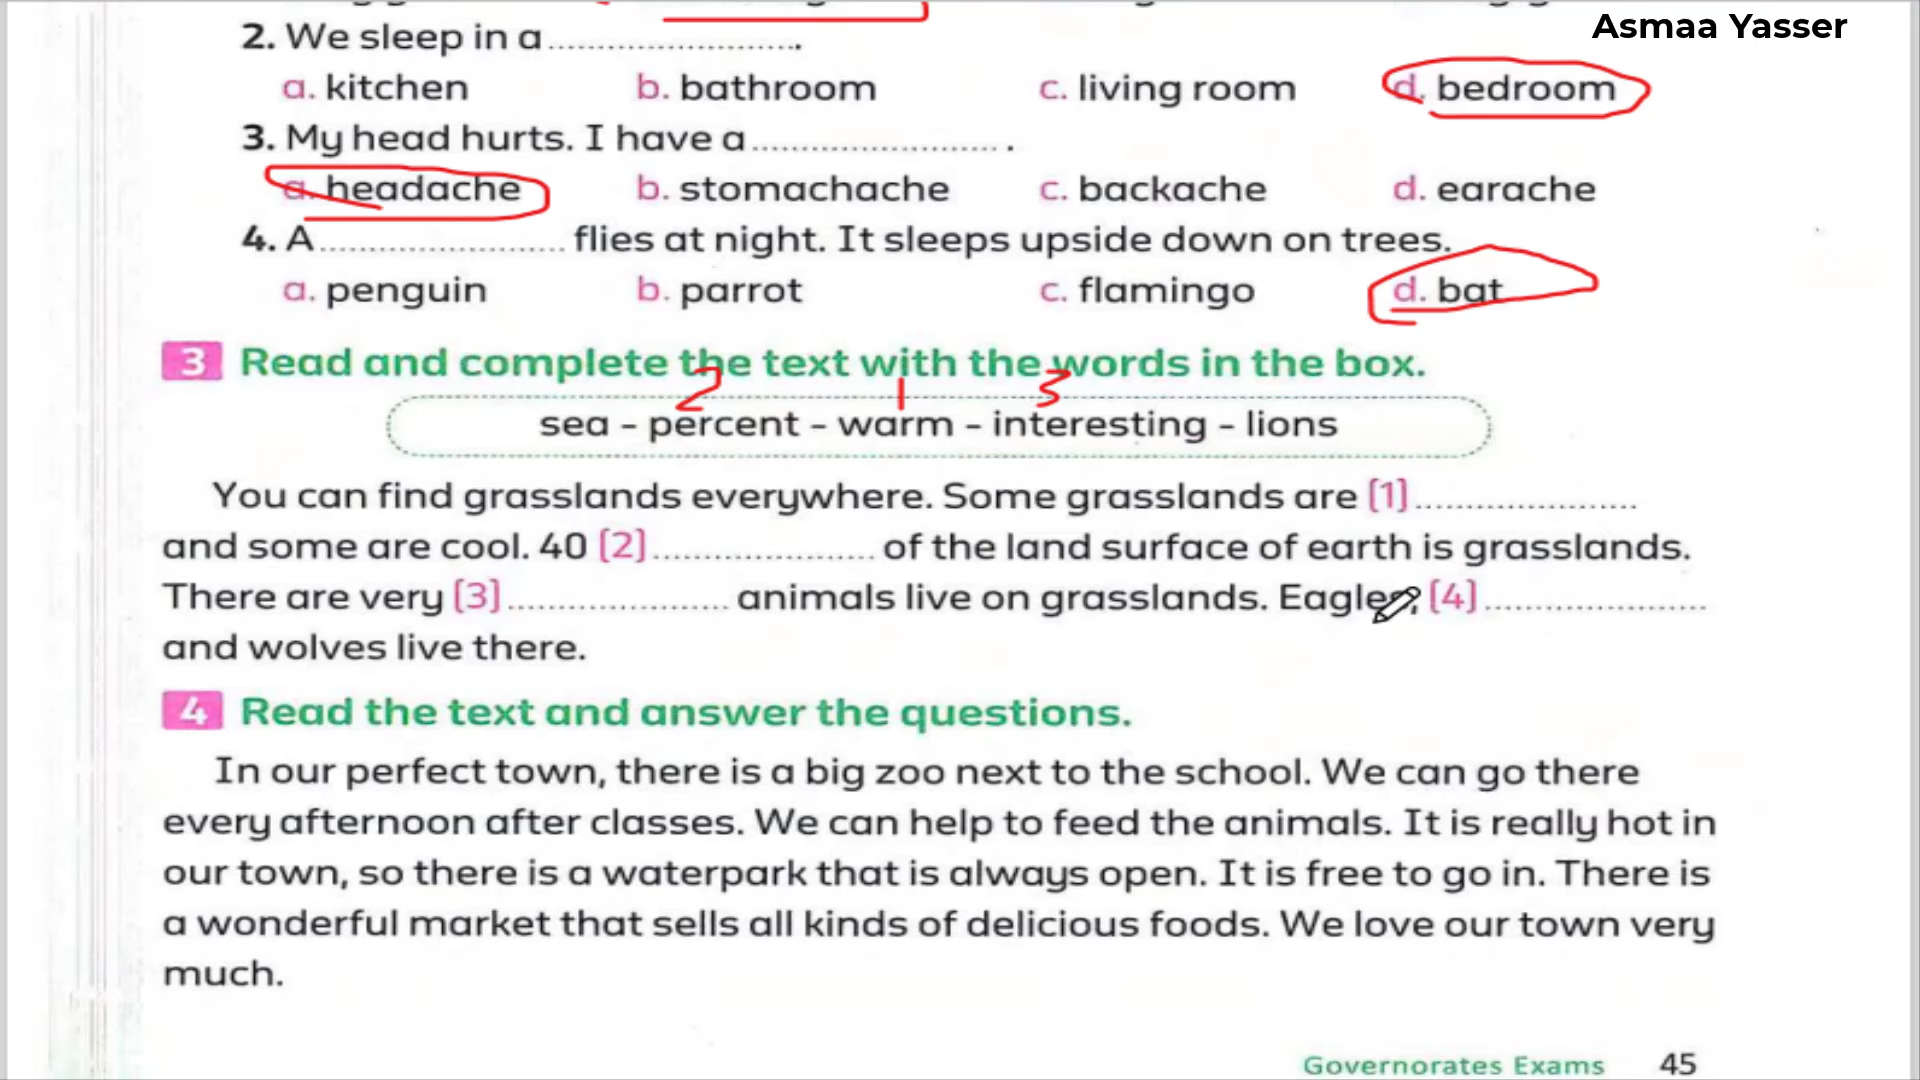 Asmaa Yasser
2. We sleep in a ........................
a. kitchen b. bathroom c. living room d. bedroom
3. My head hurts. I have a ........................ .
a. headache b. stomachache c. backache d. earache
4. A ........................ flies at night. It sleeps upside down on trees.
a. penguin b. parrot c. flamingo d. bat
3 Read and complete the text with the words in the box.
2 1 3
sea - percent - warm - interesting - lions
You can find grasslands everywhere. Some grasslands are [1] ......................
and some are cool. 40 [2] ...................... of the land surface of earth is grasslands.
There are very [3] ...................... animals live on grasslands. Eagles, [4] ......................
and wolves live there.
4 Read the text and answer the questions.
In our perfect town, there is a big zoo next to the school. We can go there
every afternoon after classes. We can help to feed the animals. It is really hot in
our town, so there is a waterpark that is always open. It is free to go in. There is
a wonderful market that sells all kinds of delicious foods. We love our town very
much.
Governorates Exams 45